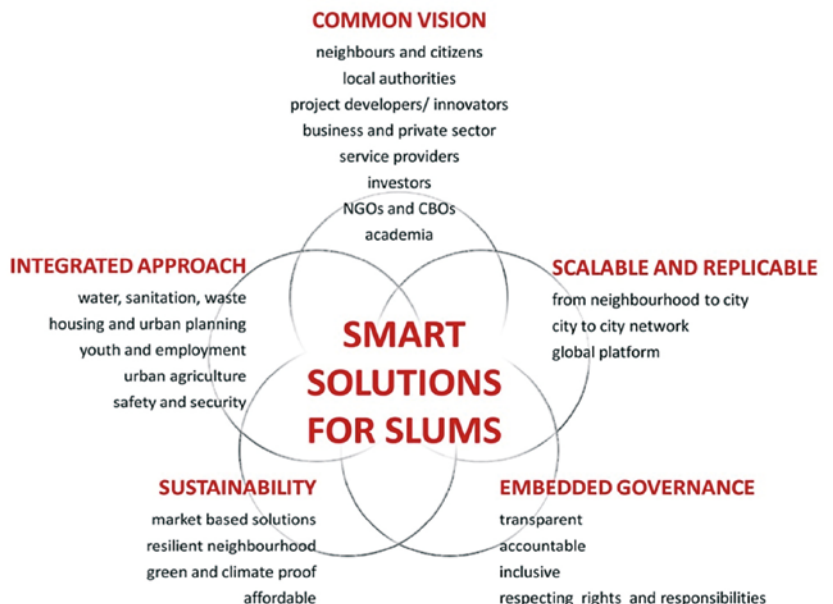 COMMON VISION
neighbours and citizens
local authorities
project developers/ innovators
business and private sector
service providers
investors
NGOs and CBOs
academia
INTEGRATED APPROACH
water, sanitation, waste
housing and urban planning
youth and employment
urban agriculture
safety and security
SCALABLE AND REPLICABLE
from neighbourhood to city
city to city network
global platform
SMART
SOLUTIONS
FOR SLUMS
SUSTAINABILITY
market based solutions
resilient neighbourhood
green and climate proof
affordable
EMBEDDED GOVERNANCE
transparent
accountable
inclusive
respecting rights and responsibilities